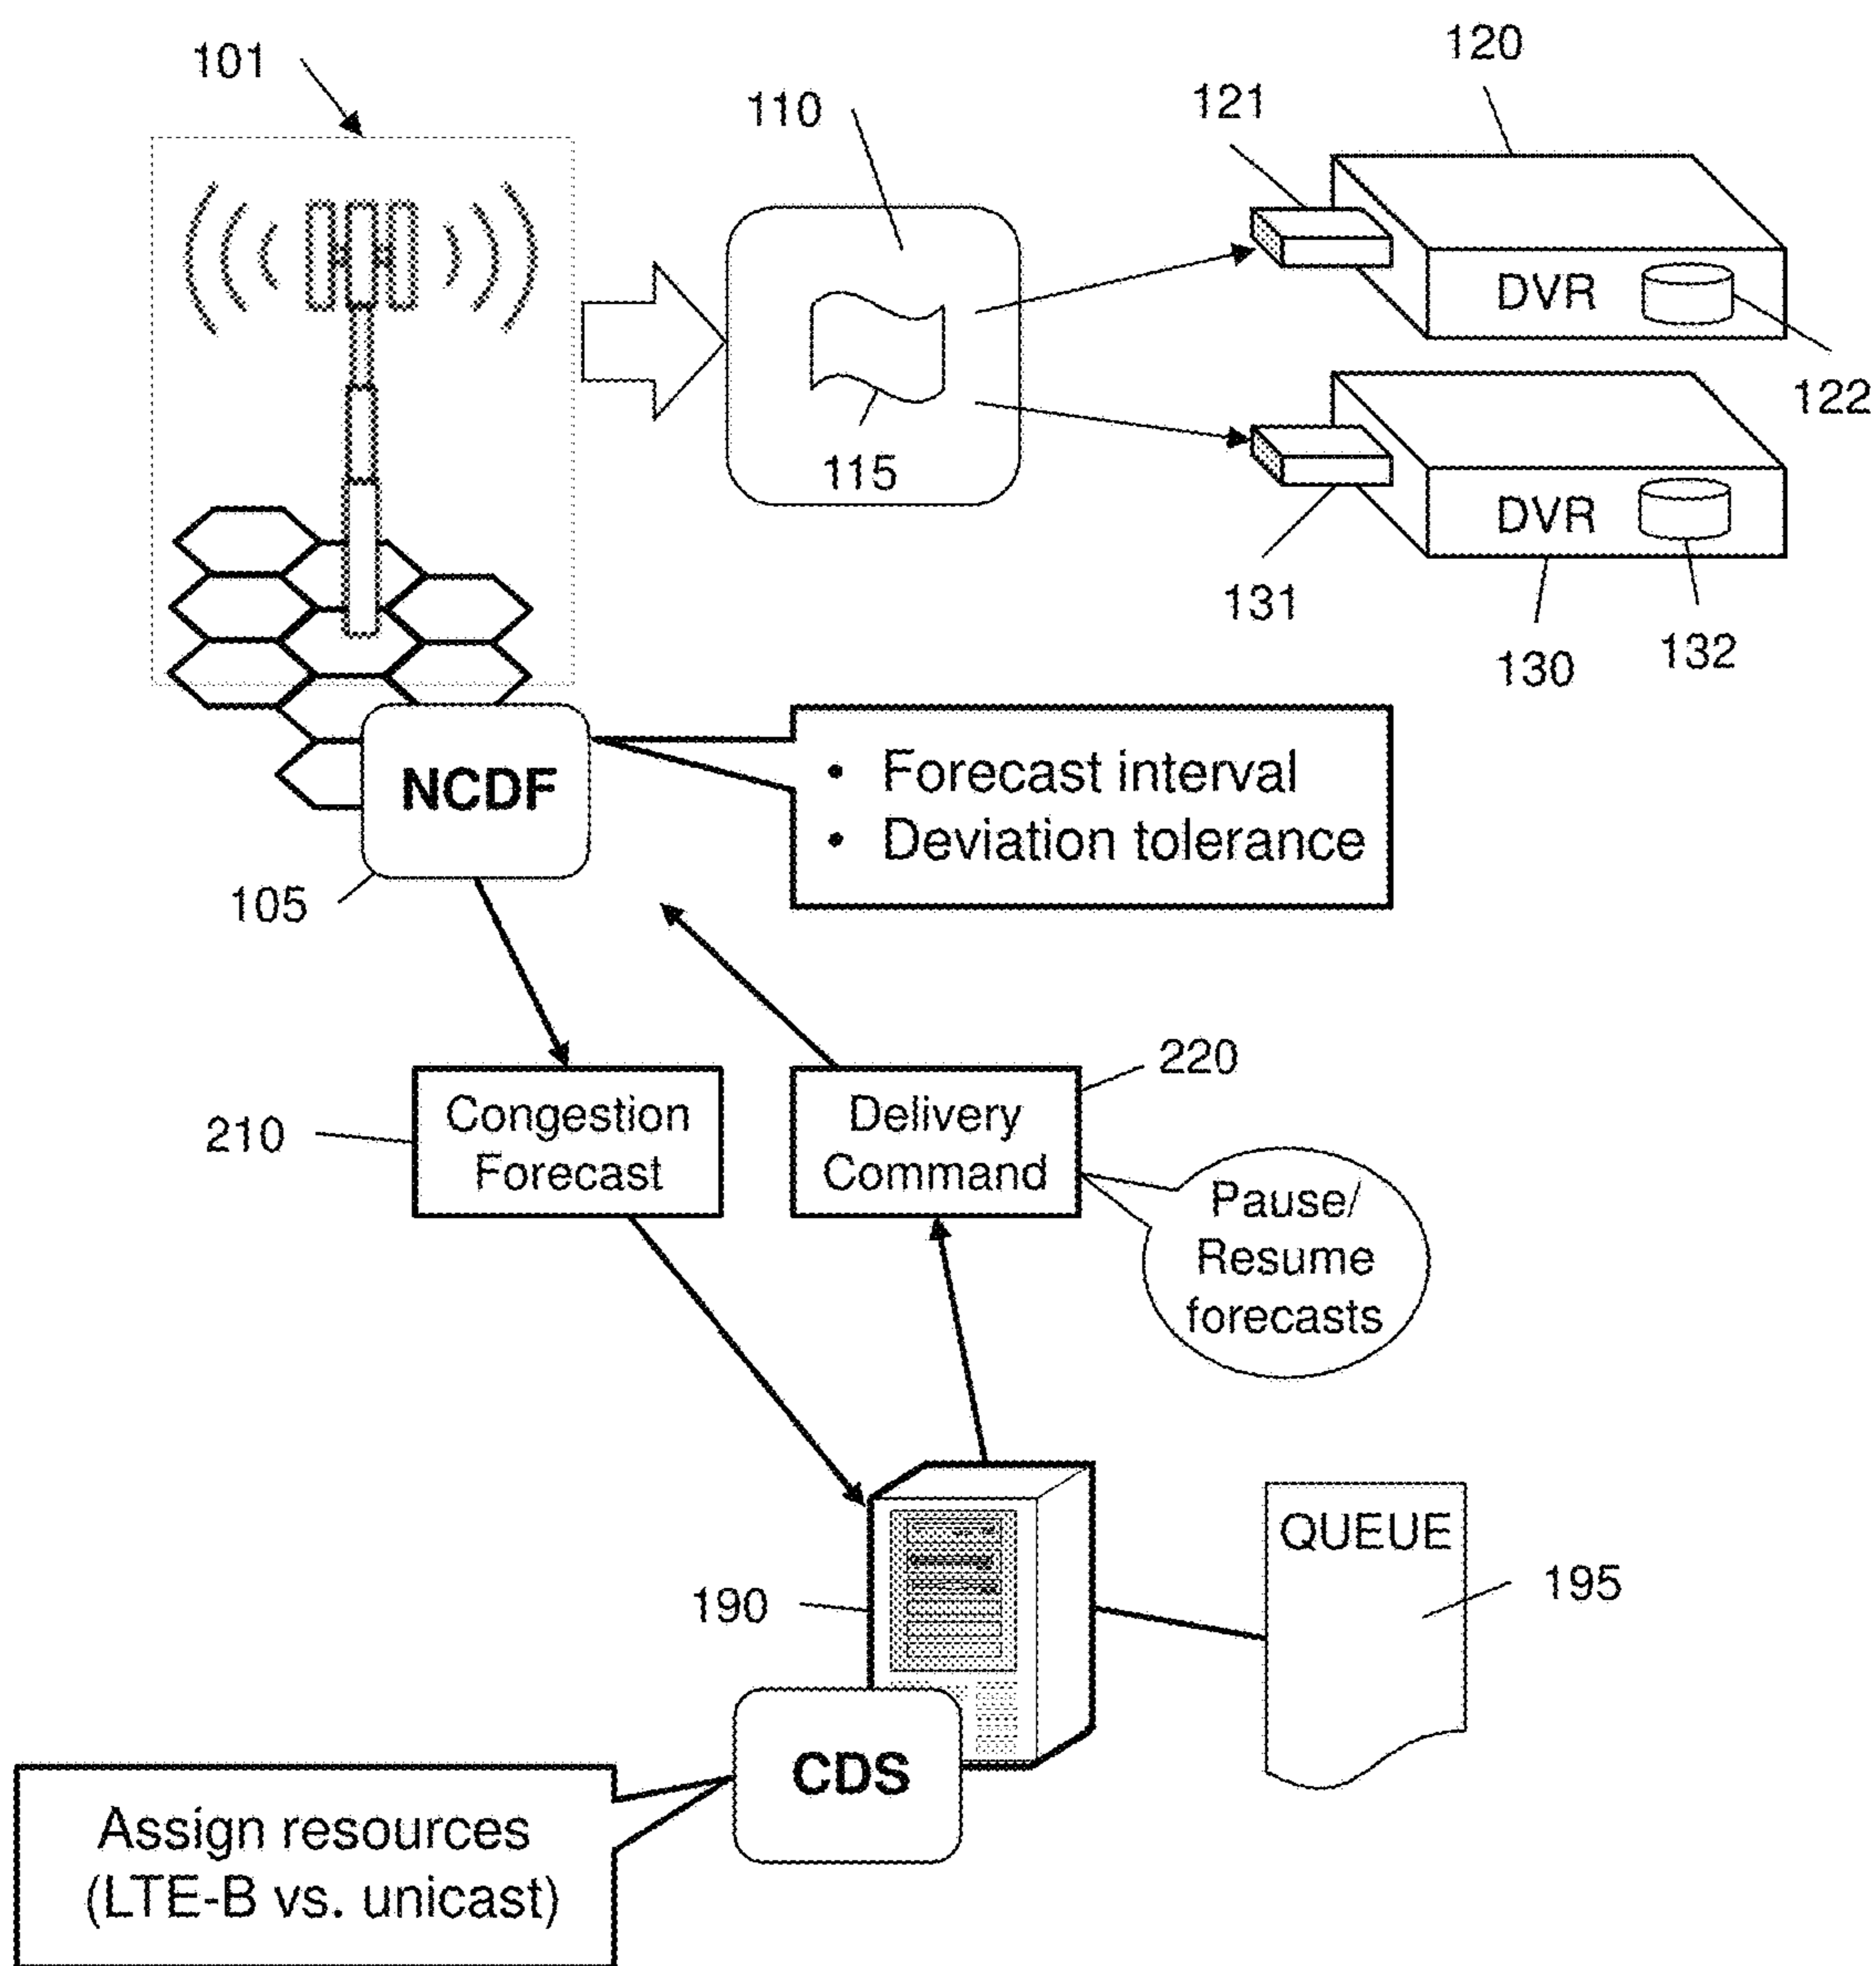 101
110
120
121
DVR
122
115
DVR
131
130
132
NCDF
105
• Forecast interval
• Deviation tolerance
210
Congestion
Forecast
Delivery
Command
220
Pause/
Resume
forecasts
190
QUEUE
195
CDS
Assign resources
(LTE-B vs. unicast)